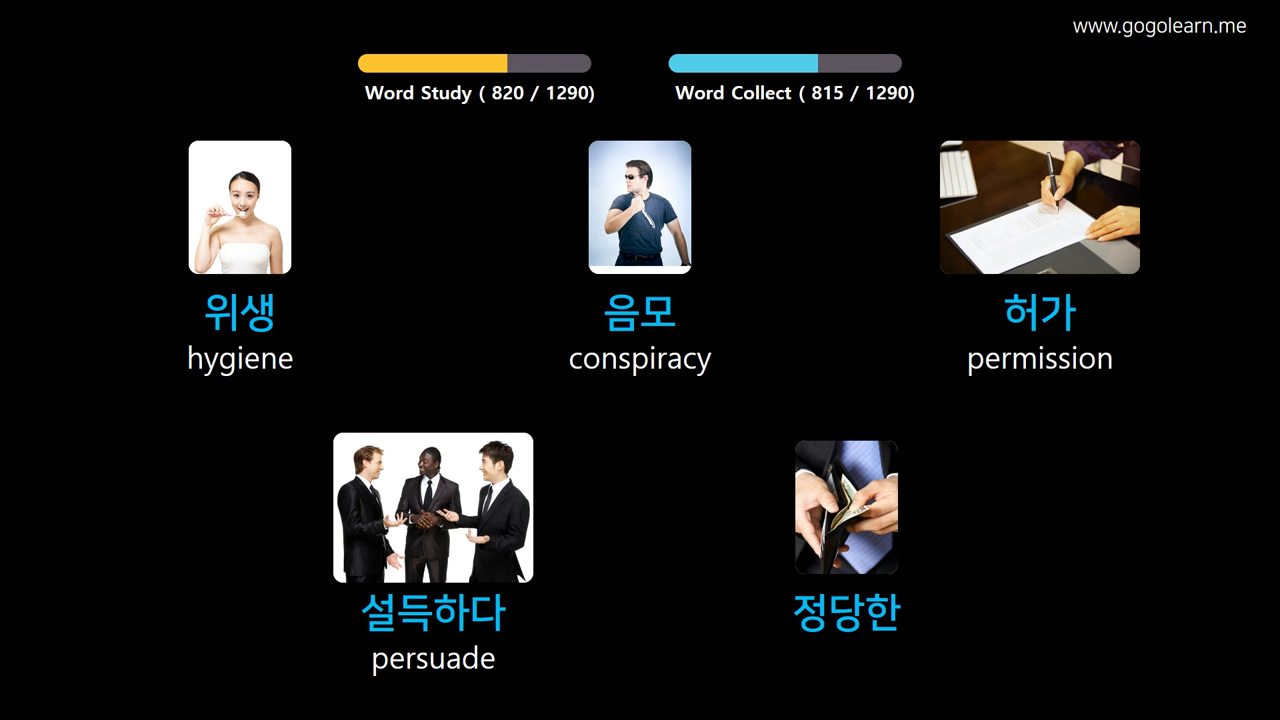 www.gogolearn.me
Word Study ( 820 / 1290)
Word Collect ( 815 / 1290)
위생
hygiene
음모
conspiracy
허가
permission
설득하다
persuade
정당한